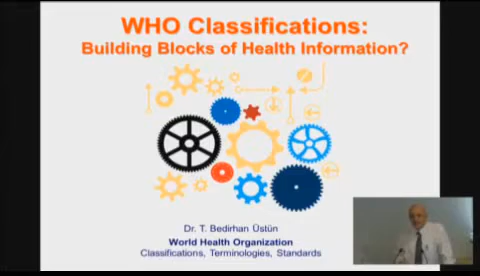 WHO Classifications:
Building Blocks of Health Information?
Dr. T. Bedirhan Üstün
World Health Organization
Classifications, Terminologies, Standards